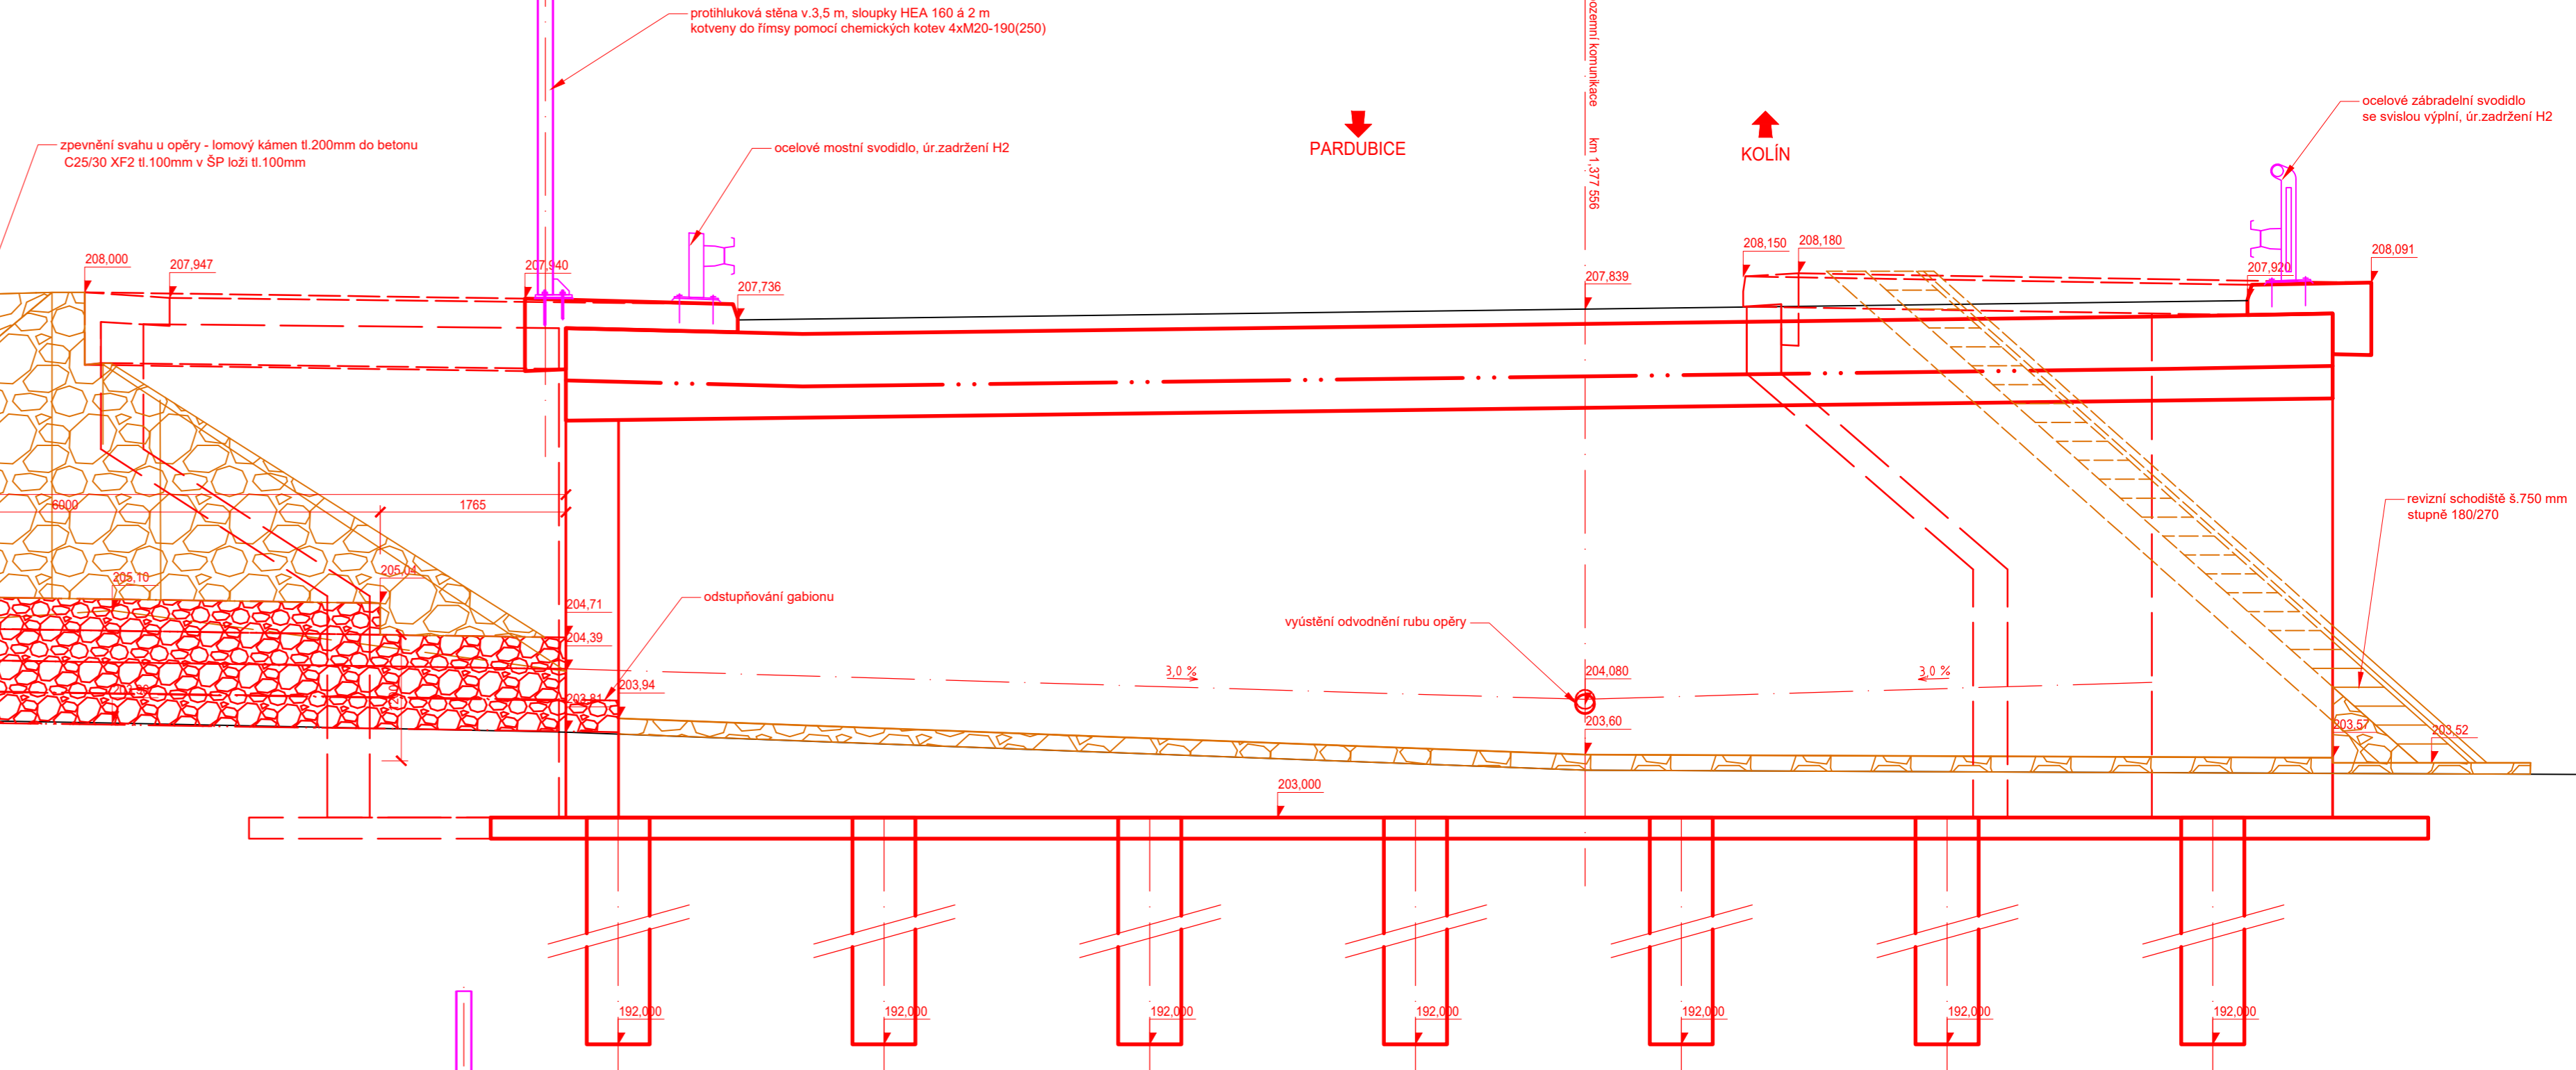 protihluková stěna v.3,5 m, sloupky HEA 160 á 2 m
kotveny do římsy pomocí chemických kotev 4xM20-190(250)
ozemní komunikace km 1,377 556
ocelové zábradelní svodidlo
se svislou výplní, úr.zadržení H2
zpevnění svahu u opěry - lomový kámen tl.200mm do betonu
C25/30 XF2 tl.100mm v ŠP loži tl.100mm
ocelové mostní svodidlo, úr.zadržení H2
PARDUBICE
KOLÍN
208,000
207,947
207,940
207,736
207,839
208,150
208,180
207,920
208,091
6000
1765
revizní schodiště š.750 mm
stupně 180/270
205,10
205,04
204,71
204,39
odstupňování gabionu
vyústění odvodnění rubu opěry
3,0 %
204,080
3,0 %
203,94
203,81
203,60
203,57
203,52
203,000
192,000
192,000
192,000
192,000
192,000
192,000
192,000